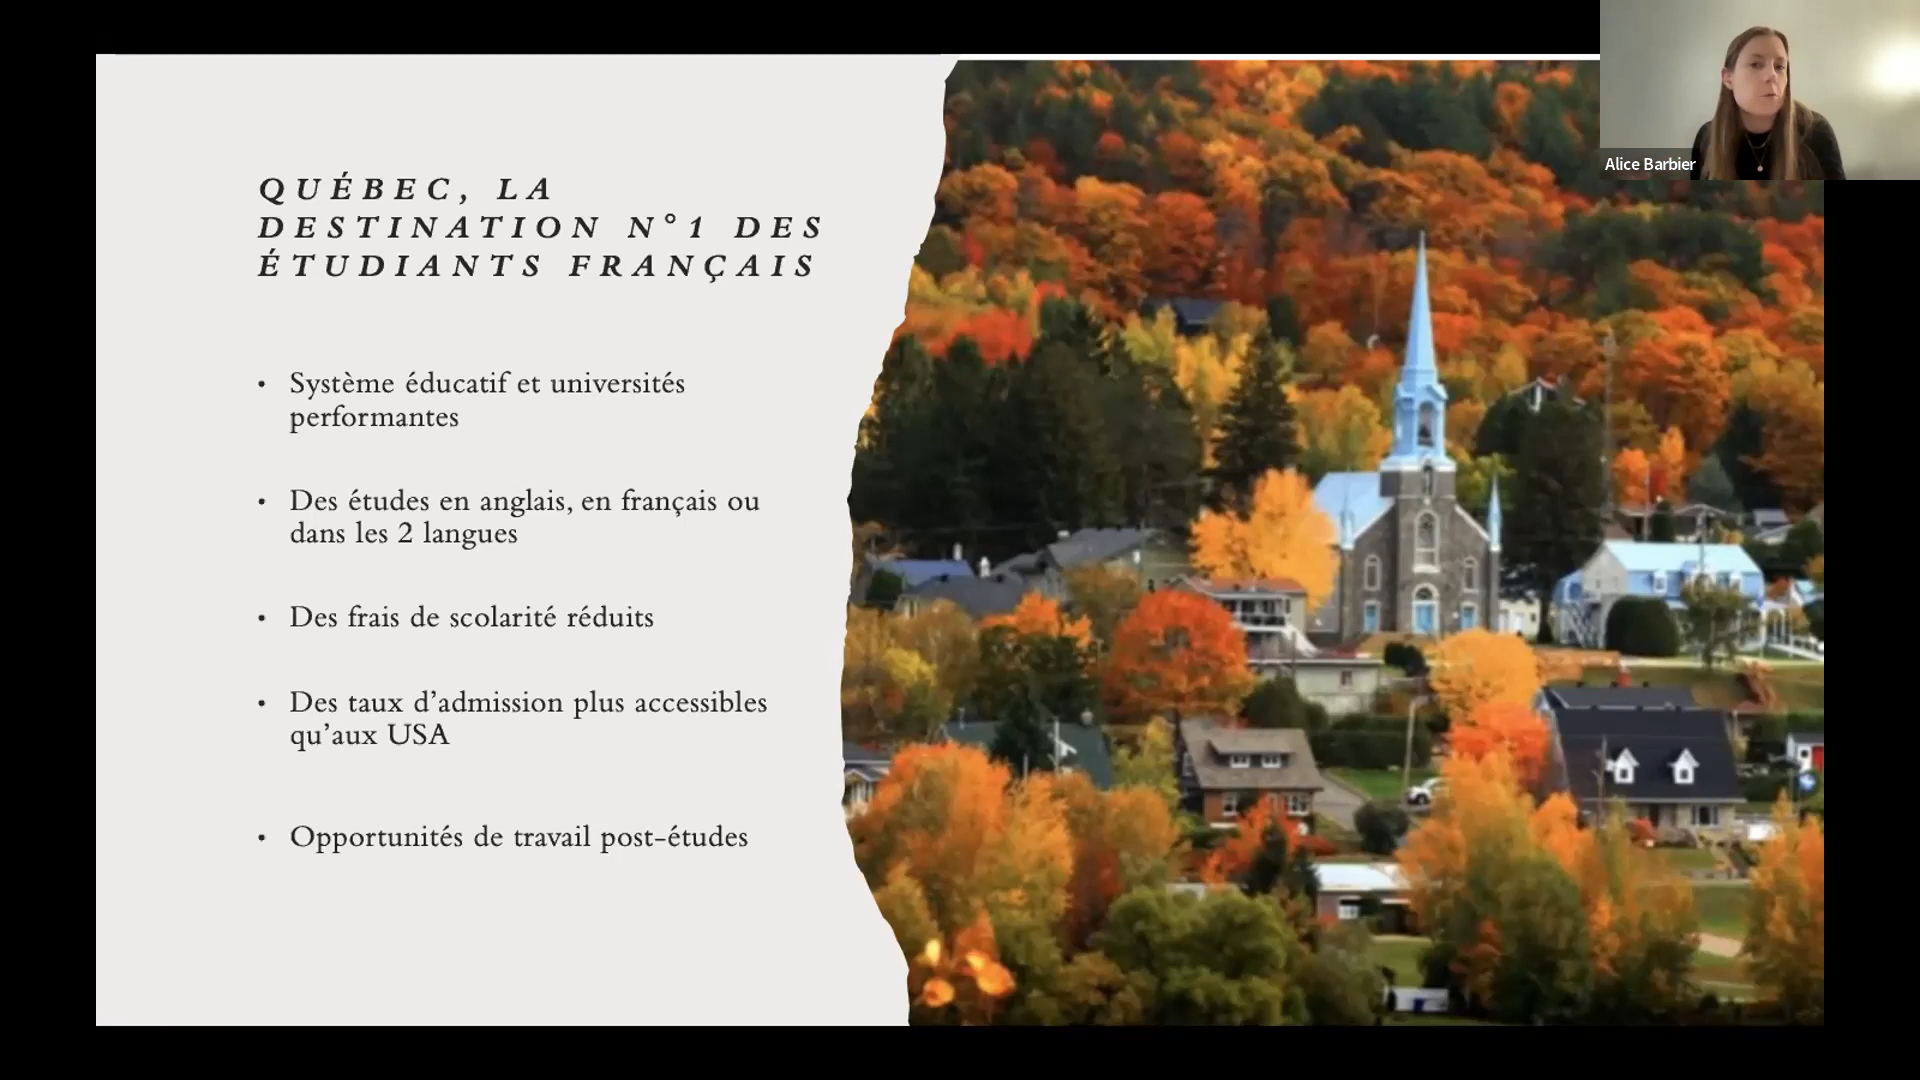 QUÉBEC, LA
DESTINATION N°1 DES
ÉTUDIANTS FRANÇAIS
• Système éducatif et universités
performantes
• Des études en anglais, en français ou
dans les 2 langues
• Des frais de scolarité réduits
• Des taux d’admission plus accessibles
qu’aux USA
• Opportunités de travail post-études
Alice Barbier